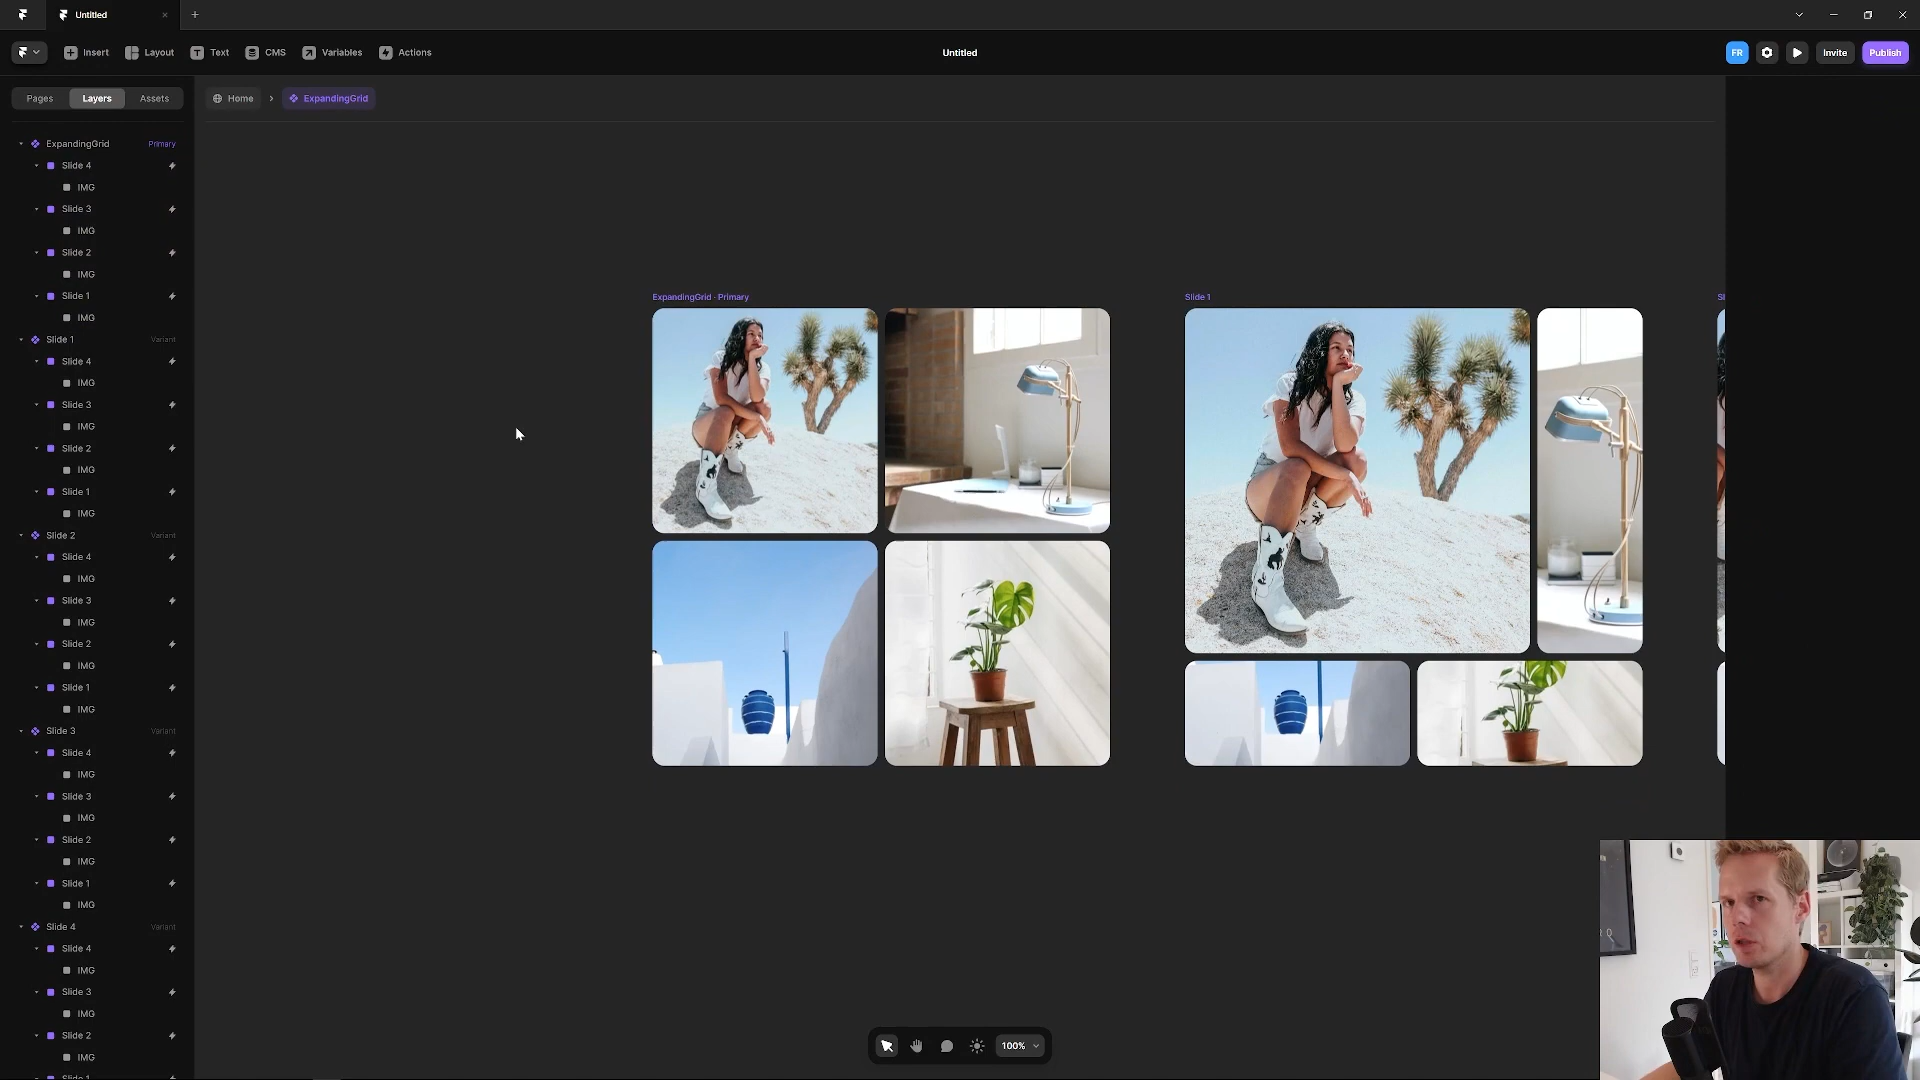 Untitled
Insert
Layout
Text
CMS
Variables
Actions
Untitled
FR
Invite
Publish
Pages
Layers
Assets
Home
ExpandingGrid
ExpandingGrid
Primary
Slide 4
IMG
Slide 3
IMG
Slide 2
IMG
Slide 1
IMG
Slide 1
Variant
Slide 4
IMG
Slide 3
IMG
Slide 2
IMG
Slide 1
IMG
Slide 2
Variant
Slide 4
IMG
Slide 3
IMG
Slide 2
IMG
Slide 1
IMG
Slide 3
Variant
Slide 4
IMG
Slide 3
IMG
Slide 2
IMG
Slide 1
IMG
Slide 4
Variant
Slide 4
IMG
Slide 3
IMG
Slide 2
IMG
ExpandingGrid - Primary
Slide 1
100%